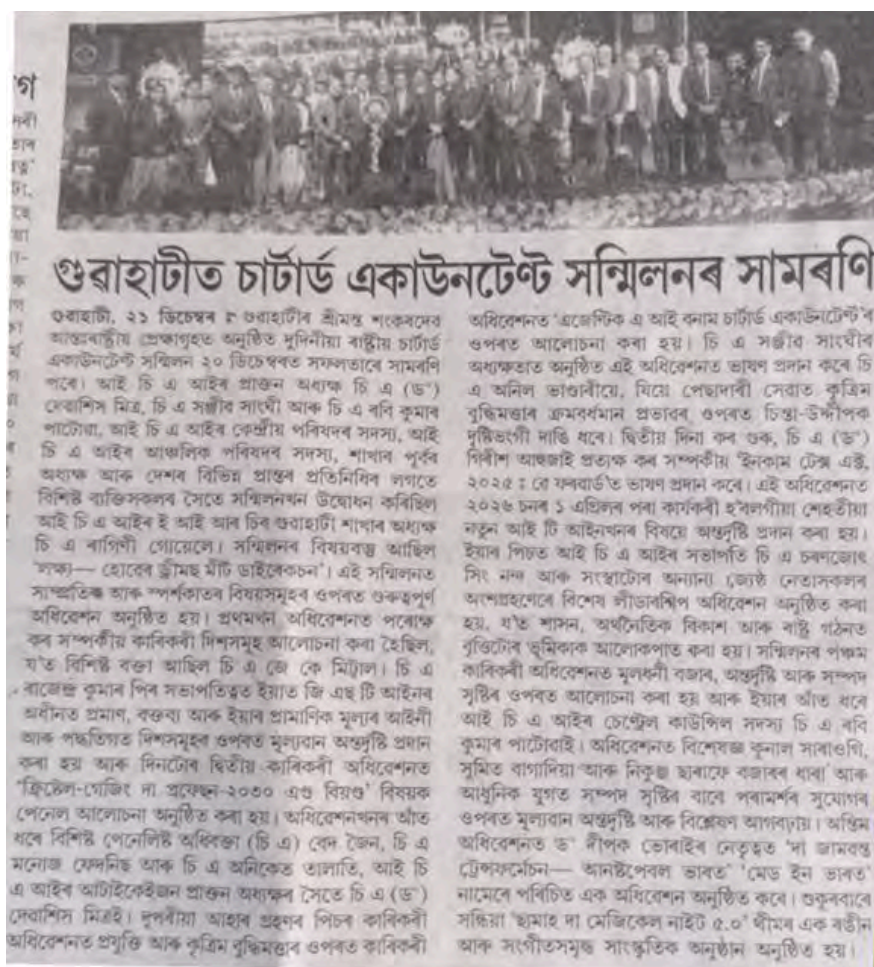 গুৱাহাটীত চাৰ্টাৰ্ড একাউনটেণ্ট সন্মিলনৰ সামৰণি
গুৱাহাটী, ২১ ডিচেম্বৰ ঃ গুৱাহাটীৰ শ্ৰীমন্ত শংকৰদেৱ
আন্তঃৰাষ্ট্ৰীয় প্ৰেক্ষাগৃহত অনুষ্ঠিত দুদিনীয়া ৰাষ্ট্ৰীয় চাৰ্টাৰ্ড
একাউনটেণ্ট সন্মিলন ২০ ডিচেম্বৰত সফলতাৰে সামৰণি
পৰে। আই চি এ আইৰ প্ৰাক্তন অধ্যক্ষ চি এ (ড°)
দেৱাশিস মিত্ৰ, চি এ সঞ্জীৱ সাংঘী আৰু চি এ ৰবি কুমাৰ
পাটোৱা, আই চি এ আইৰ কেন্দ্ৰীয় পৰিষদৰ সদস্য, আই
চি এ আইৰ আঞ্চলিক পৰিষদৰ সদস্য, শাখাৰ পূৰ্বৰ
অধ্যক্ষ আৰু দেশৰ বিভিন্ন প্ৰান্তৰ প্ৰতিনিধিৰ লগতে
বিশিষ্ট ব্যক্তিসকলৰ সৈতে সন্মিলনখন উদ্বোধন কৰিছিল
আই চি এ আইৰ ই আই আৰ চিৰ গুৱাহাটী শাখাৰ অধ্যক্ষ
চি এ ৰাগিণী গোয়েলে। সন্মিলনৰ বিষয়বস্তু আছিল
'লক্ষ্য— হোৱেৰ ড্ৰীমছ মীট ডাইৰেকচন'। এই সন্মিলনত
সাম্প্ৰতিক আৰু স্পৰ্শকাতৰ বিষয়সমূহৰ ওপৰত গুৰুত্বপূৰ্ণ
অধিবেশন অনুষ্ঠিত হয়। প্ৰথমখন অধিবেশনত পৰোক্ষ
কৰ সম্পৰ্কীয় কাৰিকৰী দিশসমূহ আলোচনা কৰা হৈছিল,
য'ত বিশিষ্ট বক্তা আছিল চি এ জে কে মিট্টাল। চি এ
ৰাজেন্দ্ৰ কুমাৰ পিৰ সভাপতিত্বত ইয়াত জি এছ টি আইনৰ
অধীনত প্ৰমাণ, বক্তব্য আৰু ইয়াৰ প্ৰামাণিক মূল্যৰ আইনী
আৰু পদ্ধতিগত দিশসমূহৰ ওপৰত মূল্যবান অন্তৰ্দৃষ্টি প্ৰদান
কৰা হয় আৰু দিনটোৰ দ্বিতীয় কাৰিকৰী অধিবেশনত
'ক্ৰিষ্টেল-গেজিং দা প্ৰফেছন-২০৩০ এণ্ড বিয়ণ্ড' বিষয়ক
পেনেল আলোচনা অনুষ্ঠিত কৰা হয়। অধিবেশনখনৰ আঁত
ধৰে বিশিষ্ট পেনেলিষ্ট অধিবক্তা (চি এ) বেদ জৈন, চি এ
মনোজ ফেদনিছ আৰু চি এ অনিকেত তালাতি, আই চি
এ আইৰ আটাইকেইজন প্ৰাক্তন অধ্যক্ষৰ সৈতে চি এ (ড°)
দেৱাশিস মিত্ৰই। দুপৰীয়া আহাৰ গ্ৰহণৰ পিচৰ কাৰিকৰী
অধিবেশনত প্ৰযুক্তি আৰু কৃত্ৰিম বুদ্ধিমত্তাৰ ওপৰত কাৰিকৰী
অধিবেশনত 'এজেন্টিক এ আই বনাম চাৰ্টাৰ্ড একাউনটেণ্ট'ৰ
ওপৰত আলোচনা কৰা হয়। চি এ সঞ্জীৱ সাংঘীৰ
অধ্যক্ষতাত অনুষ্ঠিত এই অধিবেশনত ভাষণ প্ৰদান কৰে চি
এ অনিল ভাণ্ডাৰীয়ে, যিয়ে পেছাদাৰী সেৱাত কৃত্ৰিম
বুদ্ধিমত্তাৰ ক্ৰমবৰ্ধমান প্ৰভাৱৰ ওপৰত চিন্তা-উদ্দীপক
দৃষ্টিভংগী দাঙি ধৰে। দ্বিতীয় দিনা কৰ গুৰু, চি এ (ড°)
গিৰীশ আহুজাই প্ৰত্যক্ষ কৰ সম্পৰ্কীয় 'ইনকাম টেক্স এক্ট,
২০২৫ ঃ ৱে ফৰৱাৰ্ড'ত ভাষণ প্ৰদান কৰে। এই অধিবেশনত
২০২৬ চনৰ ১ এপ্ৰিলৰ পৰা কাৰ্যকৰী হ'বলগীয়া শেহতীয়া
নতুন আই টি আইনখনৰ বিষয়ে অন্তৰ্দৃষ্টি প্ৰদান কৰা হয়।
ইয়াৰ পিচত আই চি এ আইৰ সভাপতি চি এ চৰণজোৎ
সিং নন্দা আৰু সংস্থাটোৰ অন্যান্য জ্যেষ্ঠ নেতাসকলৰ
অংশগ্ৰহণেৰে বিশেষ লীডাৰশ্বিপ অধিবেশন অনুষ্ঠিত কৰা
হয়, য'ত শাসন, অৰ্থনৈতিক বিকাশ আৰু ৰাষ্ট্ৰ গঠনত
বৃত্তিটোৰ ভূমিকাক আলোকপাত কৰা হয়। সন্মিলনৰ পঞ্চম
কাৰিকৰী অধিবেশনত মূলধনী বজাৰ, অন্তৰ্দৃষ্টি আৰু সম্পদ
সৃষ্টিৰ ওপৰত আলোচনা কৰা হয় আৰু ইয়াৰ আঁত ধৰে
আই চি এ আইৰ চেণ্ট্ৰেল কাউন্সিল সদস্য চি এ ৰবি
কুমাৰ পাটোৱাই। অধিবেশনত বিশেষজ্ঞ কুনাল সাৰাওগি,
সুমিত বাগাদিয়া আৰু নিকুঞ্জ ছাৰাফে বজাৰৰ ধাৰা আৰু
আধুনিক যুগত সম্পদ সৃষ্টিৰ বাবে পৰামৰ্শৰ সুযোগৰ
ওপৰত মূল্যবান অন্তৰ্দৃষ্টি আৰু বিশ্লেষণ আগবঢ়ায়। অন্তিম
অধিবেশনত ড° দীপক ভোৰাইৰ নেতৃত্বত 'দা জামবন্ত
ট্ৰেন্সফৰ্মেচন— আনষ্টপেবল ভাৰত' 'মেড ইন ভাৰত'
নামেৰে পৰিচিত এক অধিবেশন অনুষ্ঠিত কৰে। শুকুৰবাৰে
সন্ধিয়া 'ছামাহ দা মেজিকেল নাইট ৫.০' থীমৰ এক ৰঙীন
আৰু সংগীতসমৃদ্ধ সাংস্কৃতিক অনুষ্ঠান অনুষ্ঠিত হয়।